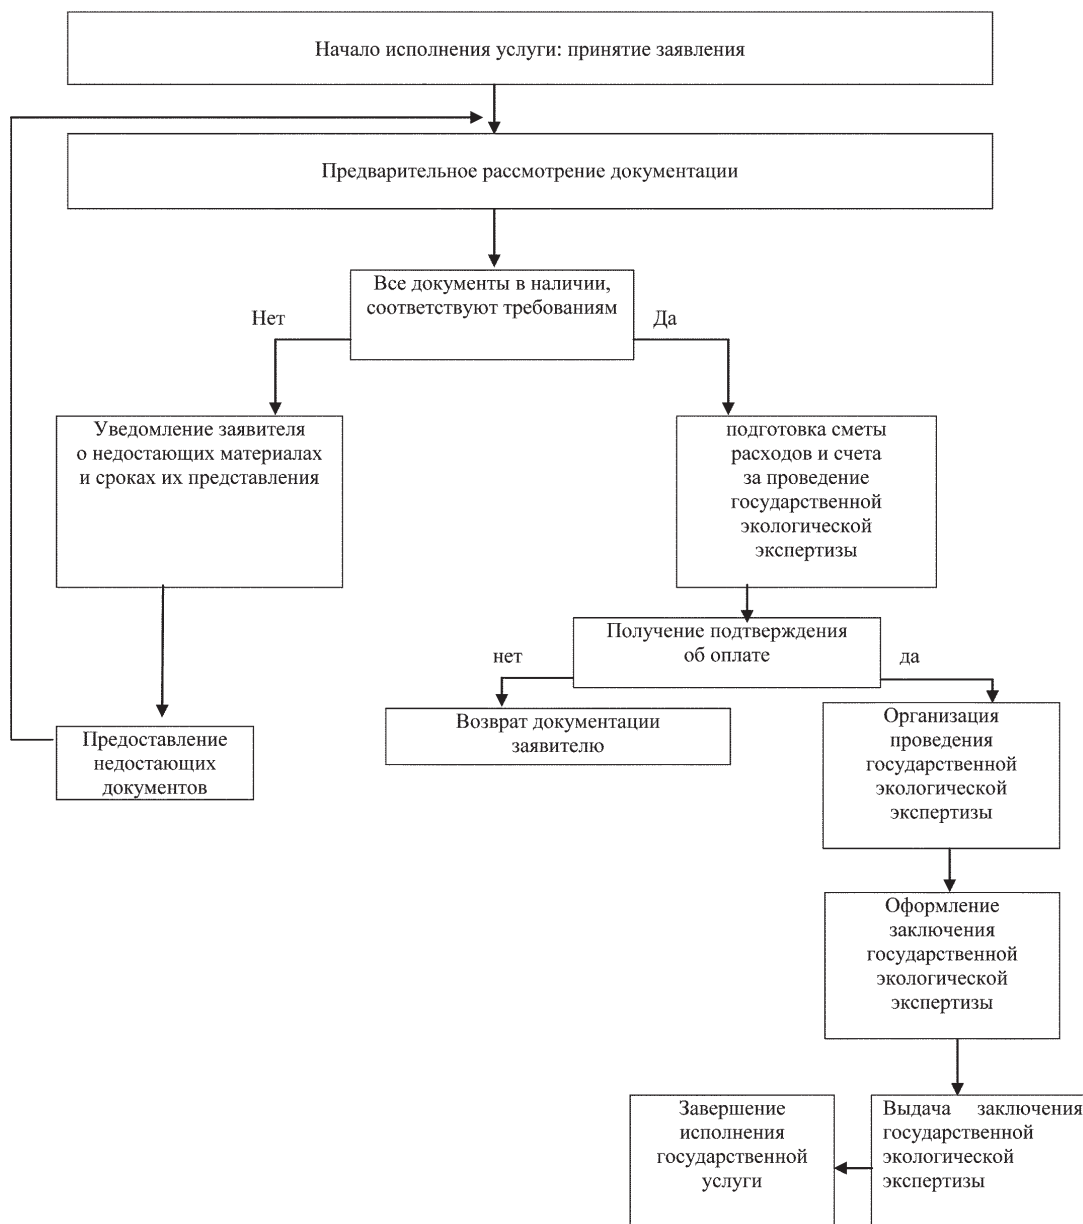 Начало исполнения услуги: принятие заявления
Предварительное рассмотрение документации
Все документы в наличии,
соответствуют требованиям
Нет
Да
Уведомление заявителя
о недостающих материалах
и сроках их представления
подготовка сметы
расходов и счета
за проведение
государственной
экологической
экспертизы
Получение подтверждения
об оплате
нет
да
Возврат документации
заявителю
Организация
проведения
государственной
экологической
экспертизы
Предоставление
недостающих
документов
Оформление
заключения
государственной
экологической
экспертизы
Завершение
исполнения
государственной
услуги
Выдача заключения
государственной
экологической
экспертизы